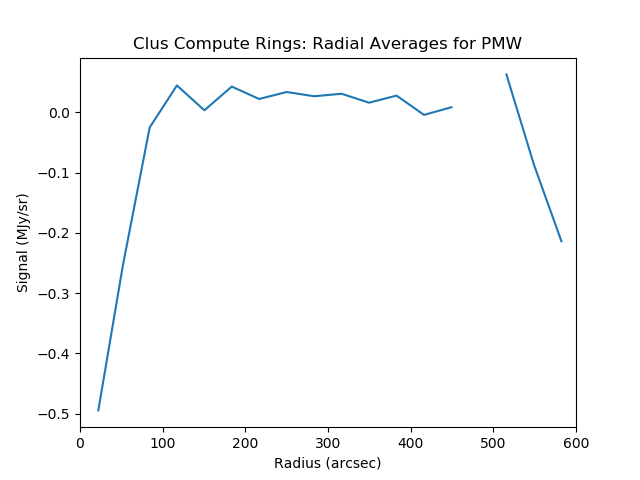 Clus Compute Rings: Radial Averages for PMW
Signal (MJy/sr)
0.0
−0.1
−0.2
−0.3
−0.4
−0.5
0 100 200 300 400 500 600
Radius (arcsec)